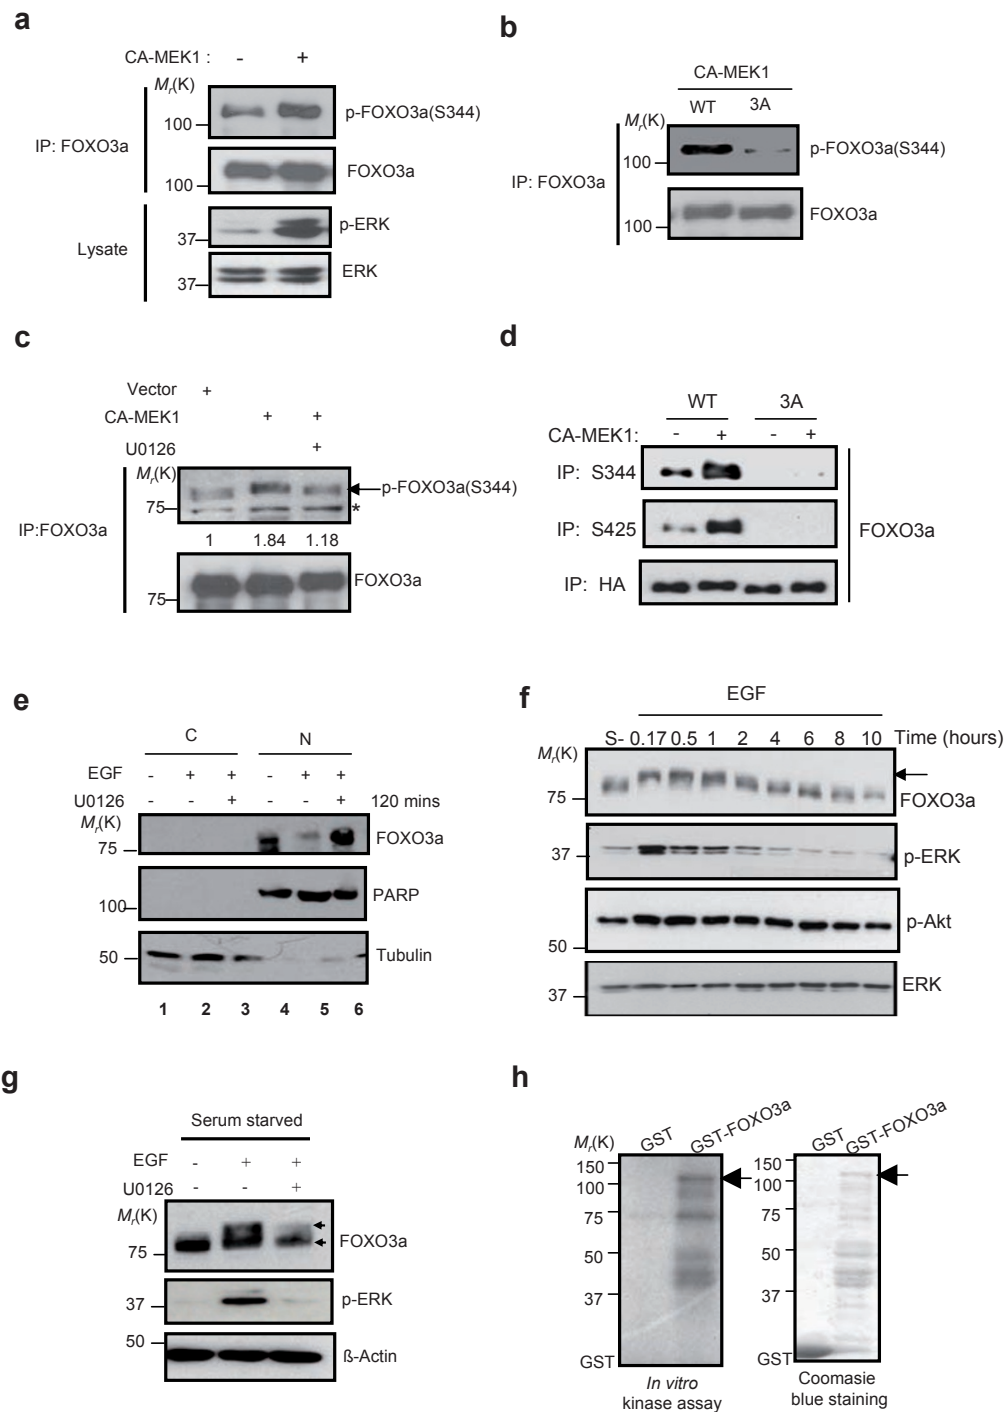 a
CA-MEK1 : - +
Mr(K)
p-FOXO3a(S344)
100
IP: FOXO3a
FOXO3a
100
p-ERK
37
Lysate
ERK
37
b
CA-MEK1
WT 3A
Mr(K)
p-FOXO3a(S344)
100
IP: FOXO3a
FOXO3a
100
c
Vector +
CA-MEK1 + +
U0126 +
Mr(K)
p-FOXO3a(S344)
75 *
IP:FOXO3a
1 1.84 1.18
FOXO3a
75
d
WT 3A
CA-MEK1: - + - +
IP: S344
IP: S425 FOXO3a
IP: HA
e
C N
EGF - + + - + +
U0126 - - + - - + 120 mins
Mr(K)
FOXO3a
75
PARP
100
50 Tubulin
1 2 3 4 5 6
f
EGF
S- 0.17 0.5 1 2 4 6 8 10 Time (hours)
Mr(K)
75 FOXO3a
37 p-ERK
p-Akt
50
ERK
37
g
Serum starved
EGF - + +
U0126 - - +
Mr(K)
FOXO3a
75
p-ERK
37
50
ß-Actin
h
Mr(K) GST GST-FOXO3a
150
100
75
50
37
GST
In vitro
kinase assay
GST GST-FOXO3a
150
100
75
50
37
GST
Coomasie
blue staining